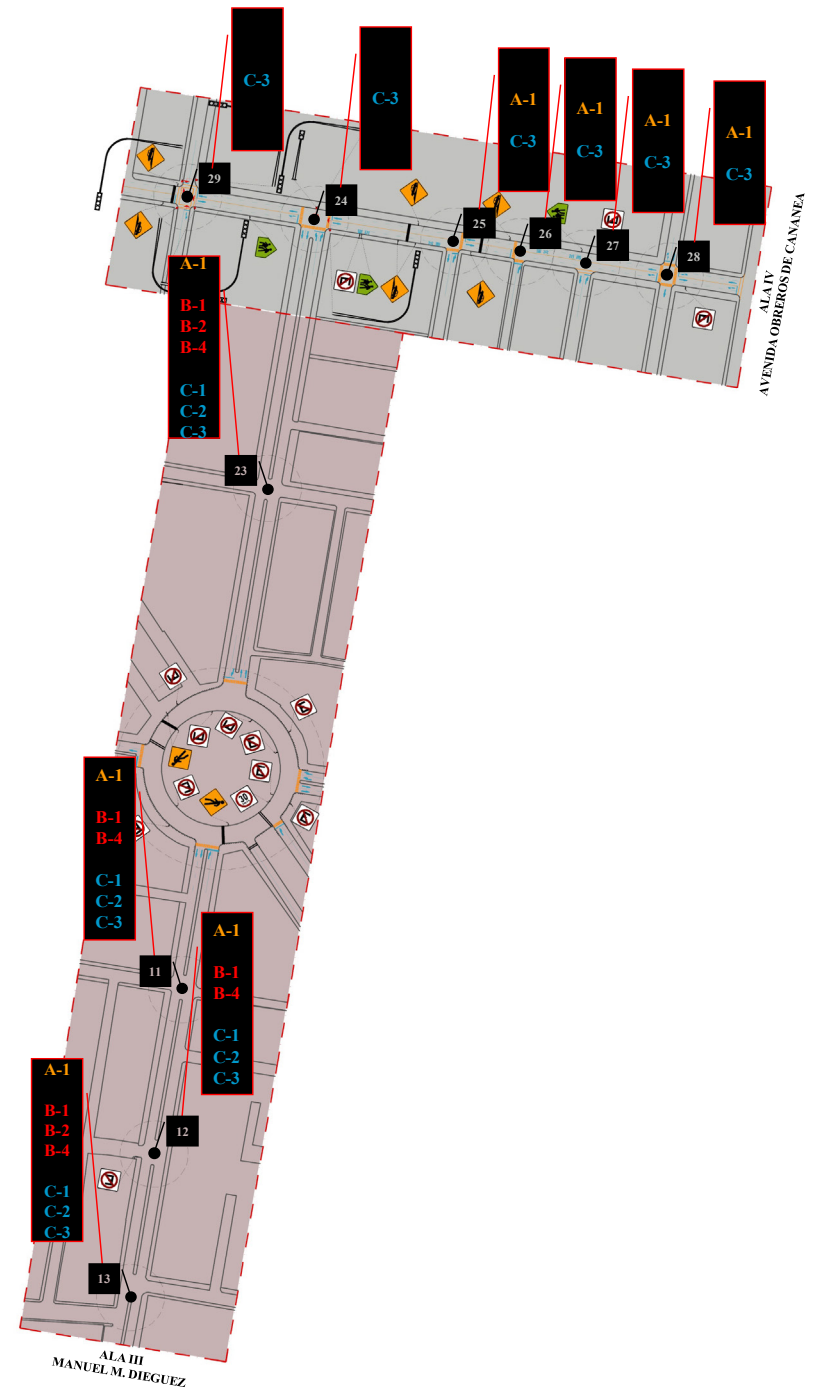 C-3
C-3
A-1
C-3
A-1
C-3
A-1
C-3
A-1
C-3
29
24
25
26
27
28
ALA IV
AVENIDA OBREROS DE CANANEA
A-1
B-1
B-2
B-4
C-1
C-2
C-3
23
30
A-1
B-1
B-4
C-1
C-2
C-3
11
A-1
B-1
B-4
C-1
C-2
C-3
12
A-1
B-1
B-2
B-4
C-1
C-2
C-3
13
ALA III
MANUEL M. DIEGUEZ